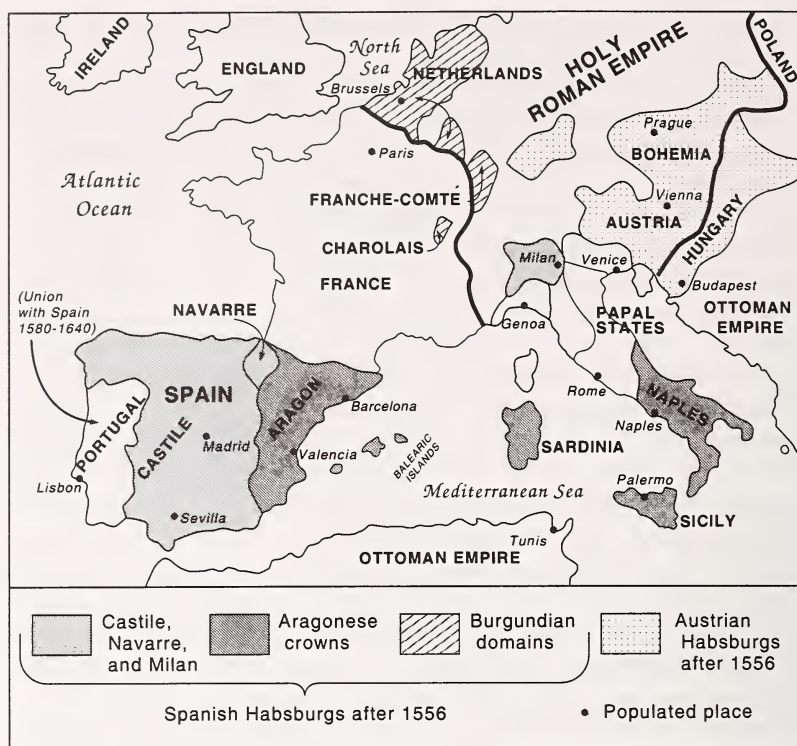 IRELAND
ENGLAND
North
Sea
NETHERLANDS
Brussels
HOLY
ROMAN EMPIRE
POLAND
Prague
BOHEMIA
Paris
Atlantic
Ocean
FRANCHE-COMTÉ
Vienna
AUSTRIA
HUNGARY
CHAROLAIS
FRANCE
Milan
Venice
Budapest
(Union
with Spain
1580-1640)
NAVARRE
Genoa
PAPAL
STATES
OTTOMAN
EMPIRE
SPAIN
PORTUGAL
CASTILE
ARAGON
Barcelona
Rome
NAPLES
Naples
Madrid
Valencia
BALEARIC
ISLANDS
SARDINIA
Lisbon
Mediterranean Sea
Palermo
Sevilla
SICILY
OTTOMAN EMPIRE
Tunis
Castile,
Navarre,
and Milan
Aragonese
crowns
Burgundian
domains
Austrian
Habsburgs
after 1556
Spanish Habsburgs after 1556
Populated place